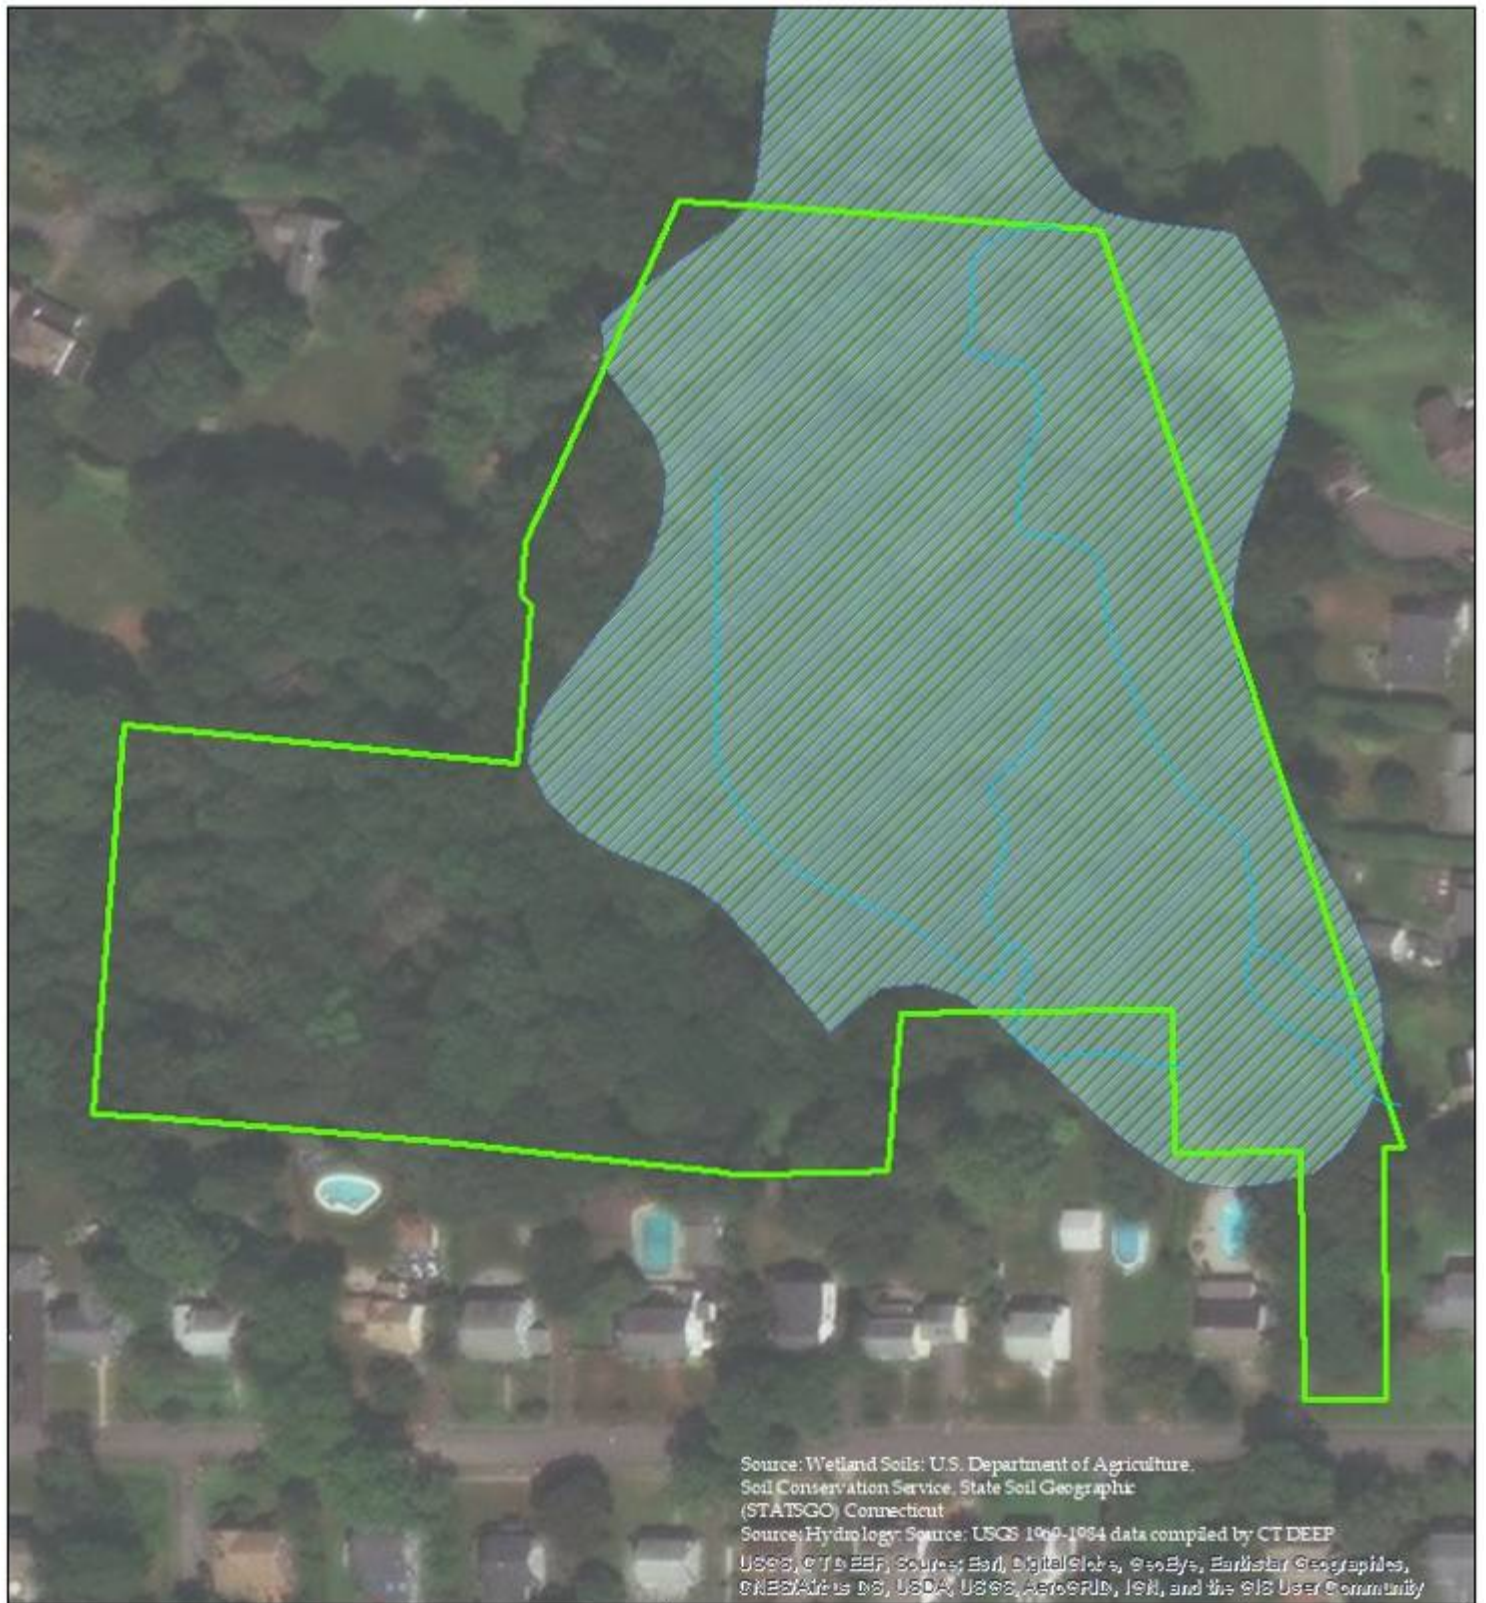 Source: Wetland Soils: U.S. Department of Agriculture,
Soil Conservation Service, State Soil Geographic
(STATSGO) Connecticut
Source: Hydrology: Source: USGS 1969-1984 data compiled by CT DEEP
USGS, CT DEEP, Source: Esri, DigitalGlobe, GeoEye, Earthstar Geographics,
CNES/Airbus DS, USDA, USGS, AeroGRID, IGN, and the GIS User Community